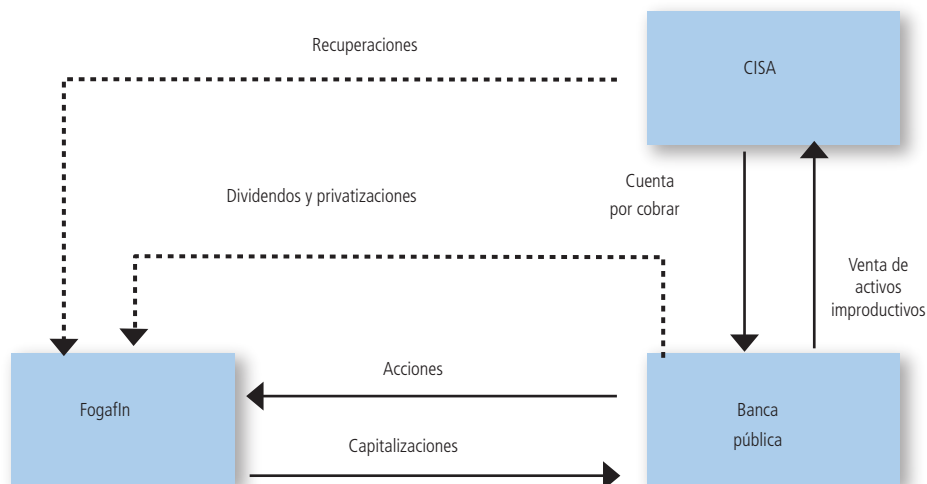 Recuperaciones
CISA
Dividendos y privatizaciones
Cuenta
por cobrar
Venta de
activos
improductivos
Acciones
FogafIn
Banca
pública
Capitalizaciones